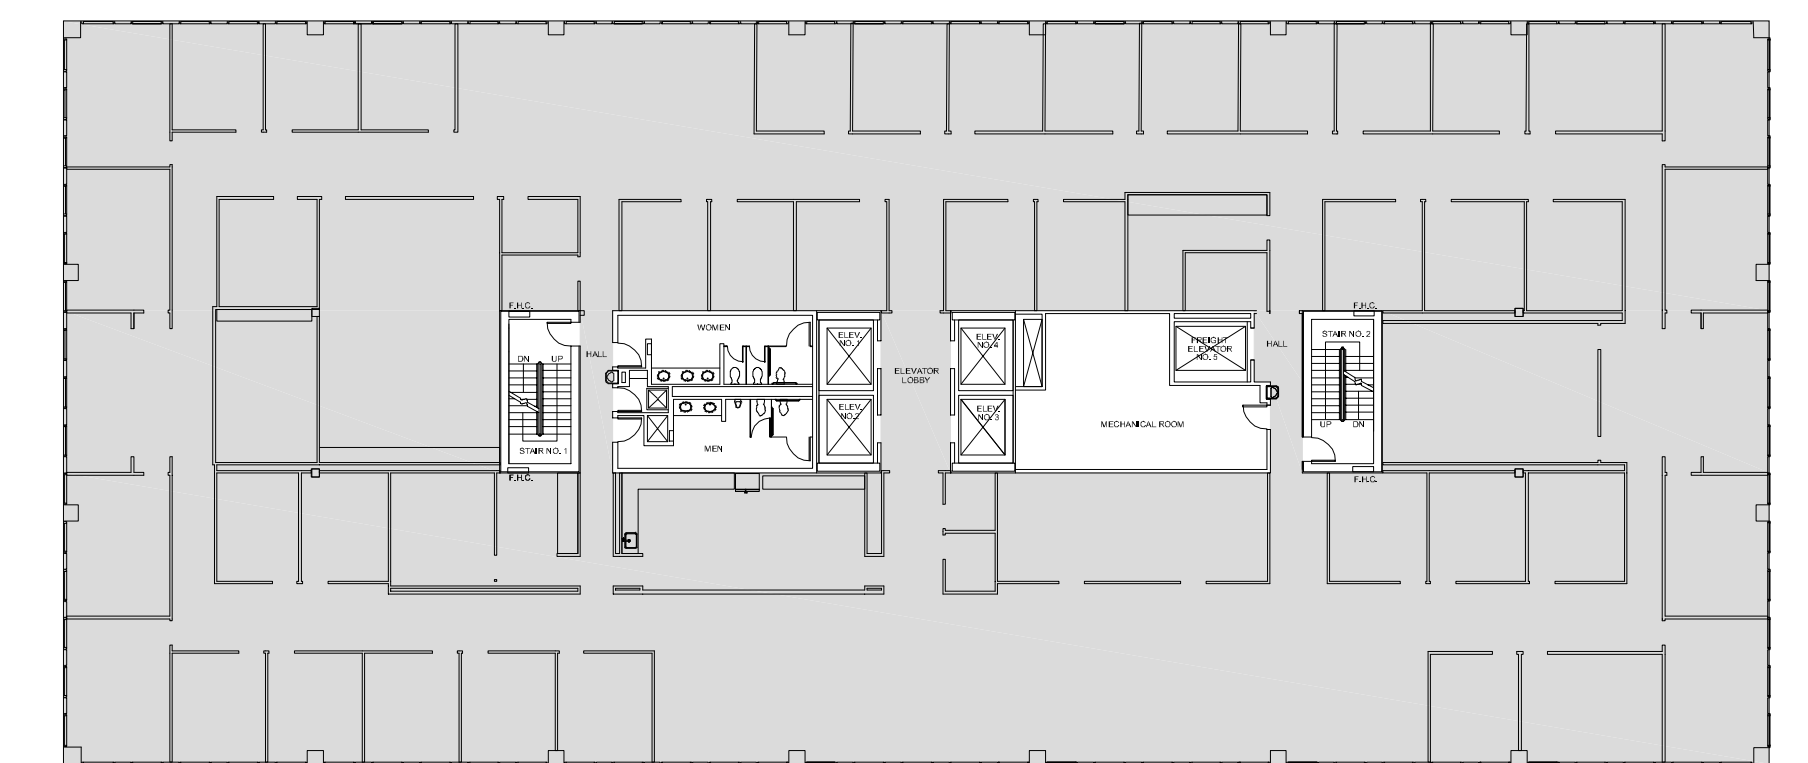 F.H.C.
F.H.C.
WOMEN
STAIR NO. 2
ELEV.
NO. 1
ELEV.
NO. 4
FREIGHT
ELEVATOR
NO. 5
HALL
HALL
DN
UP
ELEVATOR
LOBBY
ELEV.
NO.2
ELEV.
NO. 3
MECHANICAL ROOM
UP
DN
MEN
STAIR NO. 1
F.H.C.
F.H.C.